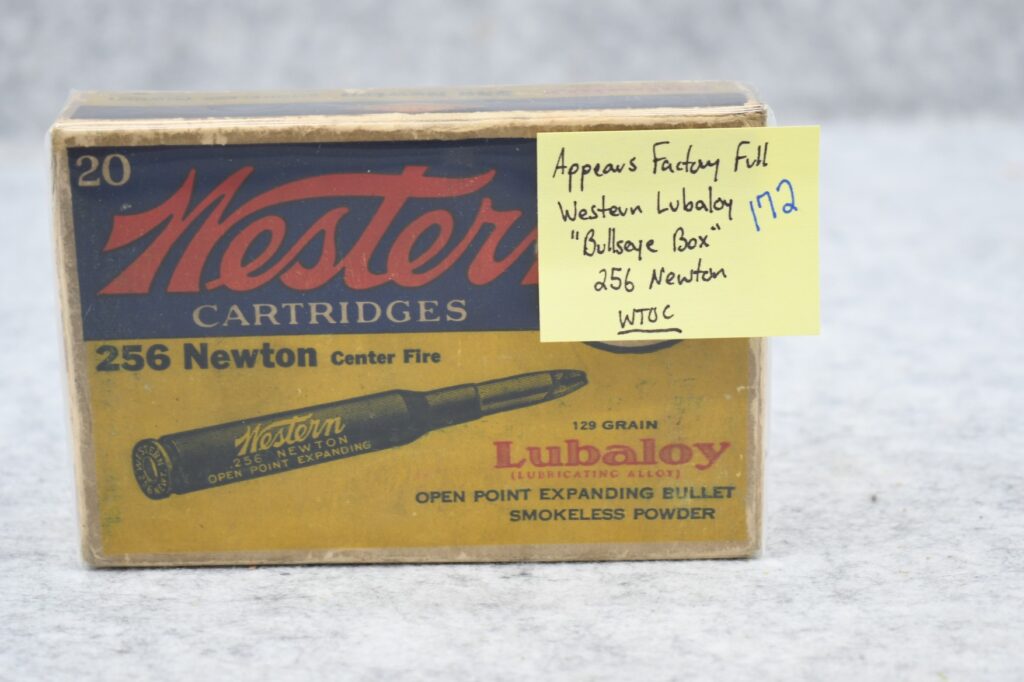 20
Wester
CARTRIDGES
256 Newton Center Fire
Western
.256 NEWTON
OPEN POINT EXPANDING
129 GRAIN
Lubaloy
(LUBRICATING ALLOY)
OPEN POINT EXPANDING BULLET
SMOKELESS POWDER
Appears Factory Full
Western Lubaloy
"Bullseye Box"
256 Newton
WTOC
172